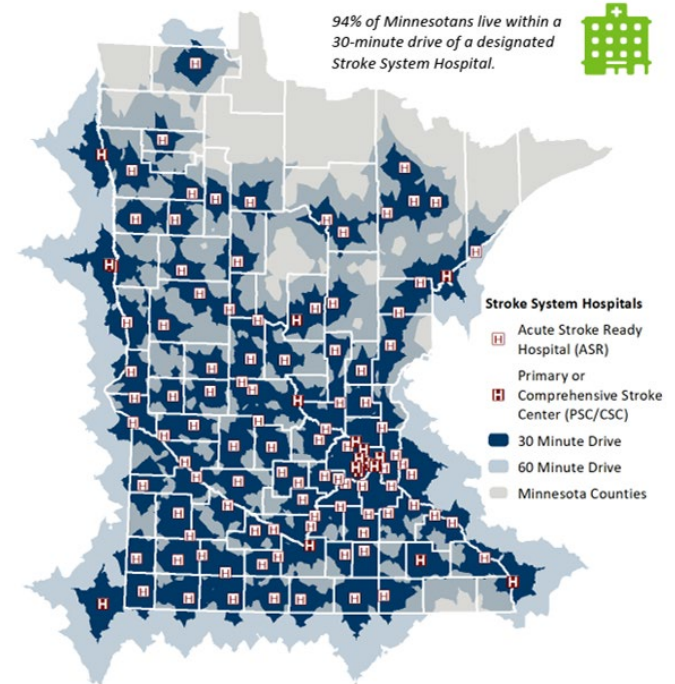 94% of Minnesotans live within a
30-minute drive of a designated
Stroke System Hospital.
Stroke System Hospitals
Acute Stroke Ready
Hospital (ASR)
Primary or
Comprehensive Stroke
Center (PSC/CSC)
30 Minute Drive
60 Minute Drive
Minnesota Counties